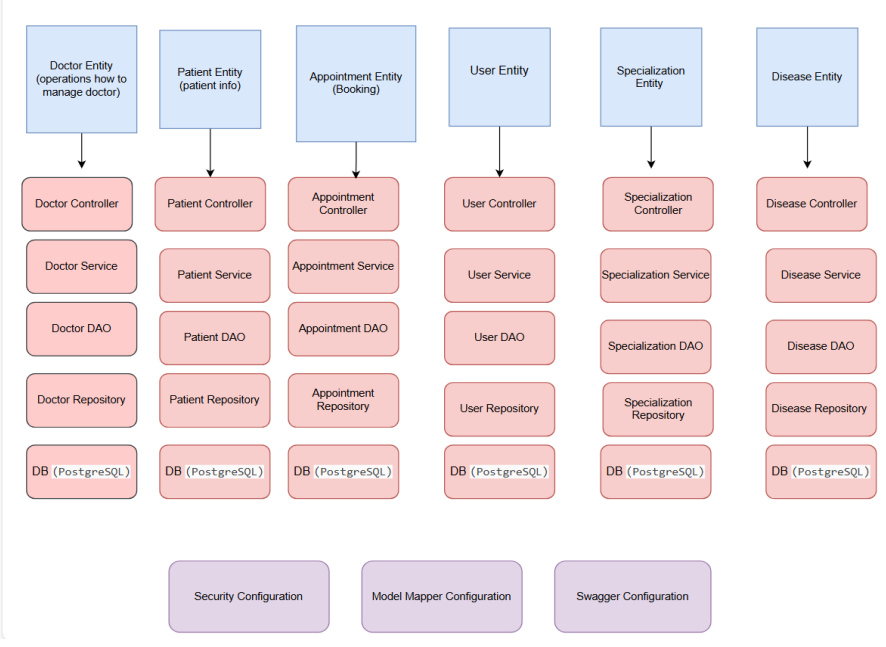 Doctor Entity
(operations how to
manage doctor)
Patient Entity
(patient info)
Appointment Entity
(Booking)
User Entity
Specialization
Entity
Disease Entity
Doctor Controller
Patient Controller
Appointment
Controller
User Controller
Specialization
Controller
Disease Controller
Doctor Service
Patient Service
Appointment Service
User Service
Specialization Service
Disease Service
Doctor DAO
Patient DAO
Appointment DAO
User DAO
Specialization DAO
Disease DAO
Doctor Repository
Patient Repository
Appointment
Repository
User Repository
Specialization
Repository
Disease Repository
DB (PostgreSQL)
DB (PostgreSQL)
DB (PostgreSQL)
DB (PostgreSQL)
DB (PostgreSQL)
DB (PostgreSQL)
Security Configuration
Model Mapper Configuration
Swagger Configuration